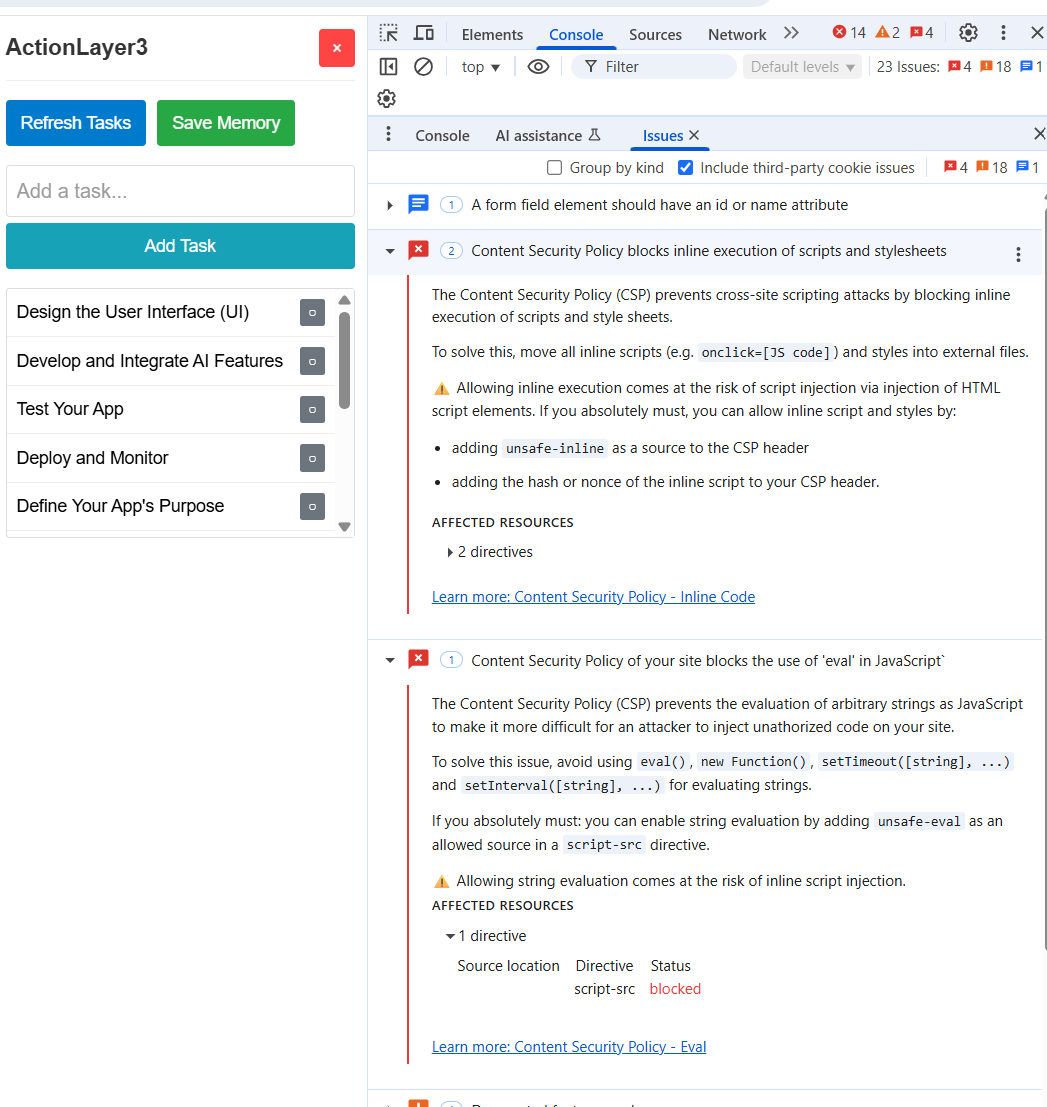 ActionLayer3
×
Refresh Tasks
Save Memory
Add a task...
Add Task
Design the User Interface (UI)
Develop and Integrate AI Features
Test Your App
Deploy and Monitor
Define Your App's Purpose
Elements Console Sources Network 14 2 4
top Filter Default levels 23 Issues: 4 18 1
Console AI assistance Issues
Group by kind Include third-party cookie issues 4 18 1
1 A form field element should have an id or name attribute
2 Content Security Policy blocks inline execution of scripts and stylesheets
The Content Security Policy (CSP) prevents cross-site scripting attacks by blocking inline
execution of scripts and style sheets.
To solve this, move all inline scripts (e.g. onclick=[JS code]) and styles into external files.
Allowing inline execution comes at the risk of script injection via injection of HTML
script elements. If you absolutely must, you can allow inline script and styles by:
• adding unsafe-inline as a source to the CSP header
• adding the hash or nonce of the inline script to your CSP header.
AFFECTED RESOURCES
2 directives
Learn more: Content Security Policy - Inline Code
1 Content Security Policy of your site blocks the use of 'eval' in JavaScript`
The Content Security Policy (CSP) prevents the evaluation of arbitrary strings as JavaScript
to make it more difficult for an attacker to inject unathorized code on your site.
To solve this issue, avoid using eval(), new Function(), setTimeout([string], ...)
and setInterval([string], ...) for evaluating strings.
If you absolutely must: you can enable string evaluation by adding unsafe-eval as an
allowed source in a script-src directive.
Allowing string evaluation comes at the risk of inline script injection.
AFFECTED RESOURCES
1 directive
Source location Directive Status
script-src blocked
Learn more: Content Security Policy - Eval